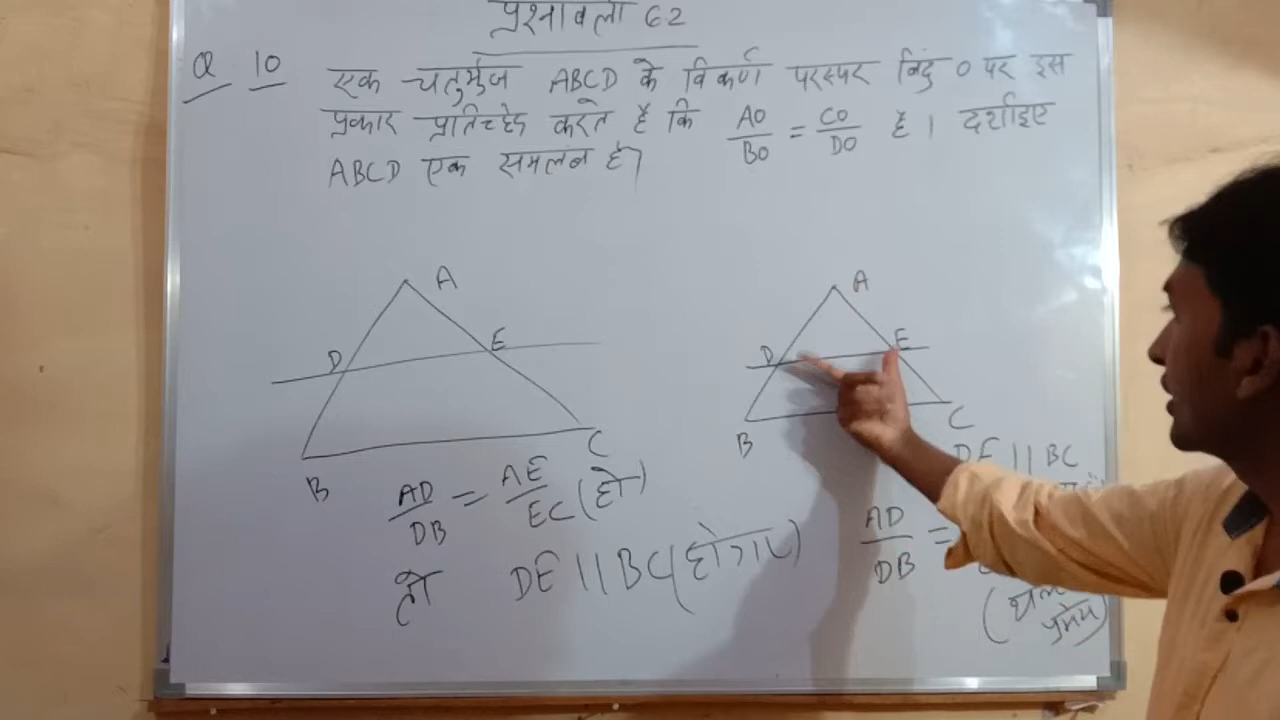 प्रश्नावली 6.2
Q 10 एक चतुर्भुज ABCD के विकर्ण परस्पर बिंदु O पर इस
प्रकार प्रतिच्छेद करते हैं कि AO/BO = CO/DO है। दर्शाइए
ABCD एक समलंब है।
A
D
E
B
C
AD/DB = AE/EC (हो)
तो DE || BC (होगा)
A
D
E
B
C
DE || BC
AD/DB =
(थेल्स
प्रमेय)